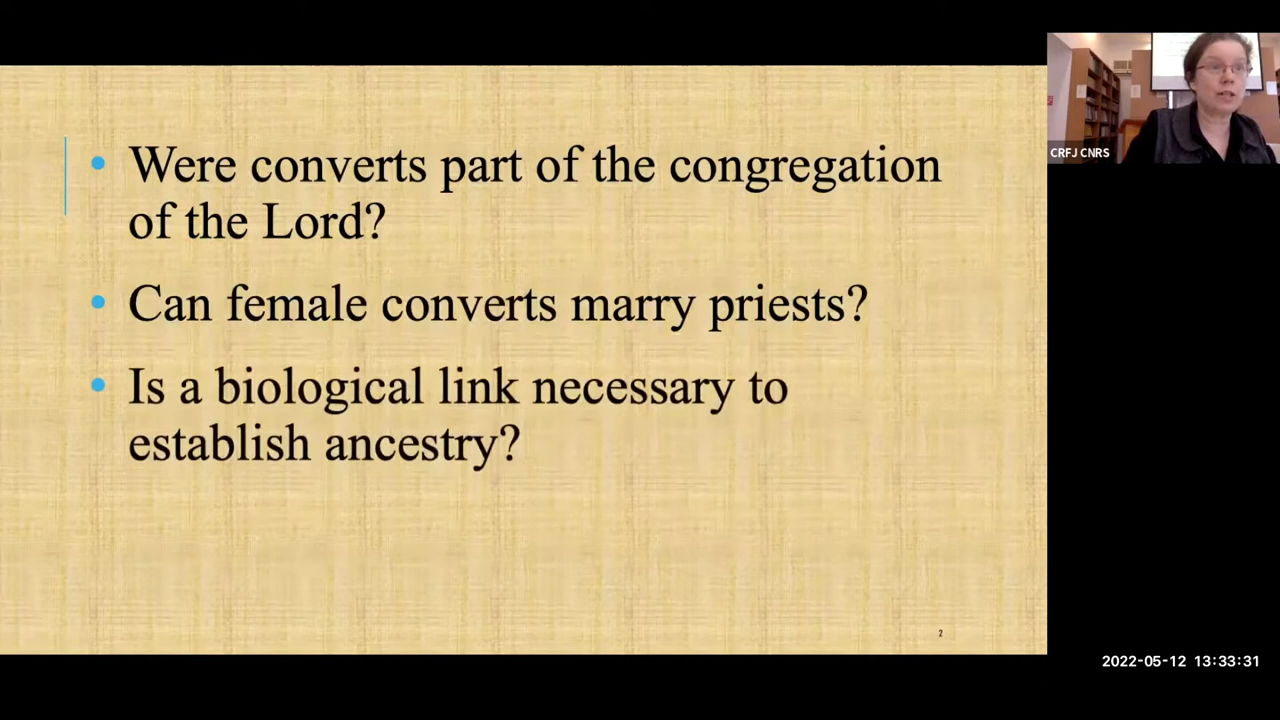 • Were converts part of the congregation
of the Lord?
• Can female converts marry priests?
• Is a biological link necessary to
establish ancestry?
2
CRFJ CNRS
2022-05-12 13:33:31